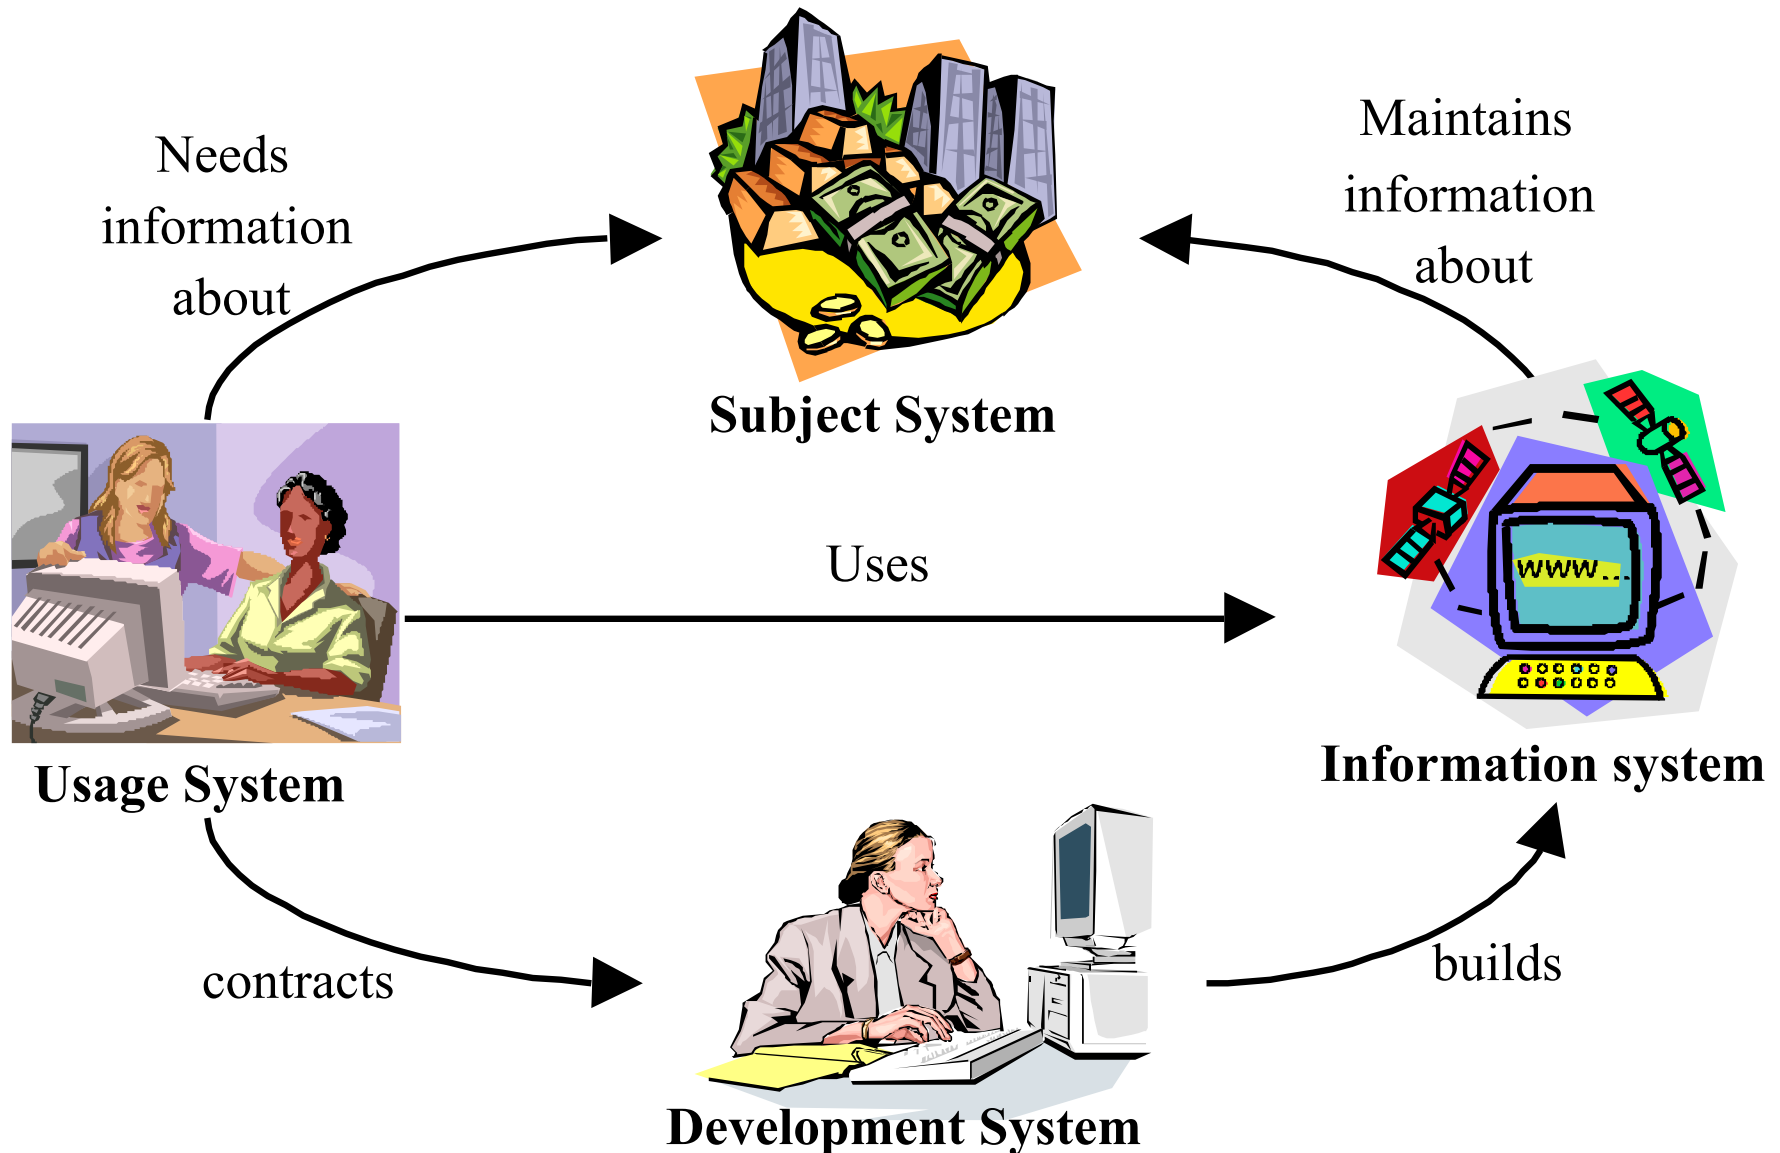 Needs
information
about
Maintains
information
about
Subject System
Uses
www...
Usage System
Information system
contracts
builds
Development System